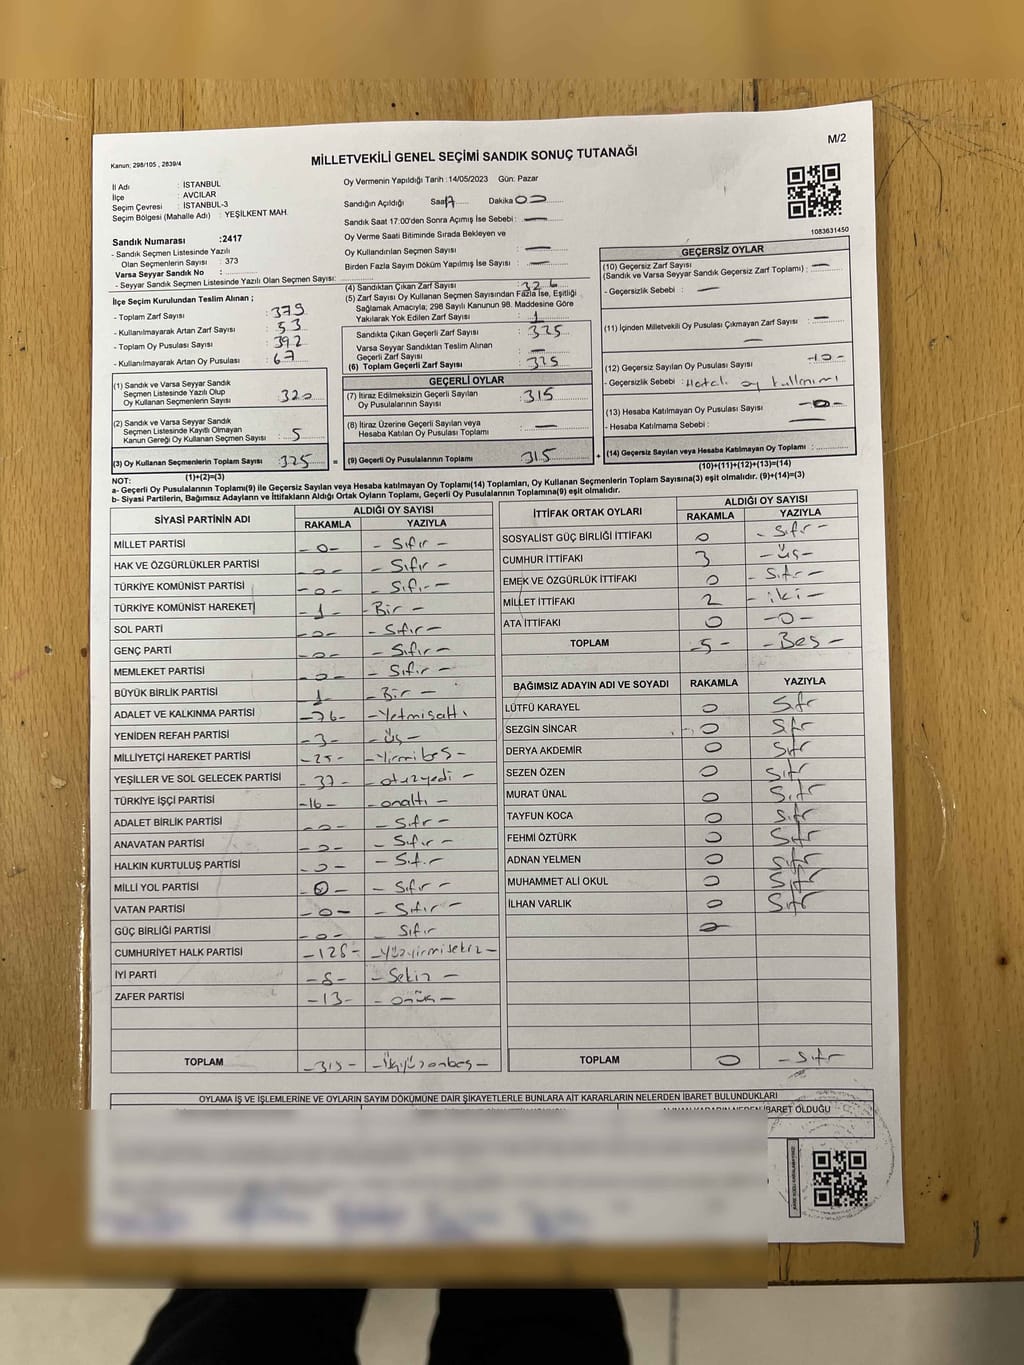 M/2
Kanun: 298/105 , 2839/4
MİLLETVEKİLİ GENEL SEÇİMİ SANDIK SONUÇ TUTANAĞI
İl Adı : İSTANBUL
İlçe : AVCILAR
Seçim Çevresi : İSTANBUL-3
Seçim Bölgesi (Mahalle Adı) : YEŞİLKENT MAH.
Sandık Numarası :2417
- Sandık Seçmen Listesinde Yazılı
Olan Seçmenlerin Sayısı : 373
Varsa Seyyar Sandık No :
- Seyyar Sandık Seçmen Listesinde Yazılı Olan Seçmen Sayısı:
Oy Vermenin Yapıldığı Tarih :14/05/2023 Gün: Pazar
Sandığın Açıldığı Saat Dakika 00
Sandık Saat 17:00'den Sonra Açımış İse Sebebi : —
Oy Verme Saati Bitiminde Sırada Bekleyen ve
Oy Kullandırılan Seçmen Sayısı : —
Birden Fazla Sayım Döküm Yapılmış İse Sayısı : —
1083631450
İlçe Seçim Kurulundan Teslim Alınan ;
- Toplam Zarf Sayısı : 375
- Kullanılmayarak Artan Zarf Sayısı : 53
- Toplam Oy Pusulası Sayısı : 392
- Kullanılmayarak Artan Oy Pusulası : 67
(1) Sandık ve Varsa Seyyar Sandık
Seçmen Listesinde Yazılı Olup
Oy Kullanan Seçmenlerin Sayısı : 320
(2) Sandık ve Varsa Seyyar Sandık
Seçmen Listesinde Kayıtlı Olmayan
Kanun Gereği Oy Kullanan Seçmen Sayısı : 5
(3) Oy Kullanan Seçmenlerin Toplam Sayısı 325
(1)+(2)=(3)
(4) Sandıktan Çıkan Zarf Sayısı : 326
(5) Zarf Sayısı Oy Kullanan Seçmen Sayısından Fazla İse, Eşitliği
Sağlamak Amacıyla; 298 Sayılı Kanunun 98. Maddesine Göre
Yakılarak Yok Edilen Zarf Sayısı : 1
Sandıkta Çıkan Geçerli Zarf Sayısı : 325
Varsa Seyyar Sandıktan Teslim Alınan
Geçerli Zarf Sayısı : —
(6) Toplam Geçerli Zarf Sayısı : 325
GEÇERLİ OYLAR
(7) İtiraz Edilmeksizin Geçerli Sayılan
Oy Pusulalarının Sayısı : 315
(8) İtiraz Üzerine Geçerli Sayılan veya
Hesaba Katılan Oy Pusulası Toplamı : —
= (9) Geçerli Oy Pusulalarının Toplamı : 315 +
GEÇERSİZ OYLAR
(10) Geçersiz Zarf Sayısı
(Sandık ve Varsa Seyyar Sandık Geçersiz Zarf Toplamı) : —
- Geçersizlik Sebebi : —
(11) İçinden Milletvekili Oy Pusulası Çıkmayan Zarf Sayısı : —
—
(12) Geçersiz Sayılan Oy Pusulası Sayısı : -10-
- Geçersizlik Sebebi : Hatalı oy kullanımı
(13) Hesaba Katılmayan Oy Pusulası Sayısı : -0-
- Hesaba Katılmama Sebebi : —
(14) Geçersiz Sayılan veya Hesaba Katılmayan Oy Toplamı :
(10)+(11)+(12)+(13)=(14)
NOT:
a- Geçerli Oy Pusulalarının Toplamı(9) ile Geçersiz Sayılan veya Hesaba katılmayan Oy Toplamı(14) Toplamları, Oy Kullanan Seçmenlerin Toplam Sayısına(3) eşit olmalıdır. (9)+(14)=(3)
b- Siyasi Partilerin, Bağımsız Adayların ve İttifakların Aldığı Ortak Oyların Toplamı, Geçerli Oy Pusulalarının Toplamına(9) eşit olmalıdır.
SİYASİ PARTİNİN ADI ALDIĞI OY SAYISI
RAKAMLA YAZIYLA
MİLLET PARTİSİ -0- - Sıfır -
HAK VE ÖZGÜRLÜKLER PARTİSİ -0- - Sıfır -
TÜRKİYE KOMÜNİST PARTİSİ -0- - Sıfır -
TÜRKİYE KOMÜNİST HAREKETİ -1- - Bir -
SOL PARTİ -0- - Sıfır -
GENÇ PARTİ -0- - Sıfır -
MEMLEKET PARTİSİ -0- - Sıfır -
BÜYÜK BİRLİK PARTİSİ 1 - Bir -
ADALET VE KALKINMA PARTİSİ -76- - Yetmişaltı
YENİDEN REFAH PARTİSİ -3- - üç -
MİLLİYETÇİ HAREKET PARTİSİ -25- - Yirmibeş -
YEŞİLLER VE SOL GELECEK PARTİSİ -37- - otuzyedi -
TÜRKİYE İŞÇİ PARTİSİ -16- - onaltı -
ADALET BİRLİK PARTİSİ -0- - Sıfır -
ANAVATAN PARTİSİ -0- - Sıfır -
HALKIN KURTULUŞ PARTİSİ -0- - Sıfır -
MİLLİ YOL PARTİSİ -0- - Sıfır -
VATAN PARTİSİ -0- - Sıfır -
GÜÇ BİRLİĞİ PARTİSİ -0- Sıfır
CUMHURİYET HALK PARTİSİ -128- - Yüzyirmisekiz -
İYİ PARTİ -8- - Sekiz -
ZAFER PARTİSİ -13- - onüç -
TOPLAM -315- - Üçyüzonbeş -
İTTİFAK ORTAK OYLARI ALDIĞI OY SAYISI
RAKAMLA YAZIYLA
SOSYALİST GÜÇ BİRLİĞİ İTTİFAKI 0 - Sıfır -
CUMHUR İTTİFAKI 3 - Üç -
EMEK VE ÖZGÜRLÜK İTTİFAKI 0 - Sıfır -
MİLLET İTTİFAKI 2 - iki -
ATA İTTİFAKI 0 -0-
TOPLAM -5- - Beş -
BAĞIMSIZ ADAYIN ADI VE SOYADI RAKAMLA YAZIYLA
LÜTFÜ KARAYEL 0 Sıfr
SEZGİN SİNCAR 0 Sıfr
DERYA AKDEMİR 0 Sıfr
SEZEN ÖZEN 0 Sıfr
MURAT ÜNAL 0 Sıfr
TAYFUN KOCA 0 Sıfr
FEHMİ ÖZTÜRK 0 Sıfr
ADNAN YELMEN 0 Sıfr
MUHAMMET ALİ OKUL 0 Sıfr
İLHAN VARLIK 0 Sıfr
TOPLAM 0 - Sıfr
OYLAMA İŞ VE İŞLEMLERİNE VE OYLARIN SAYIM DÖKÜMÜNE DAİR ŞİKAYETLERLE BUNLARA AİT KARARLARIN NELERDEN İBARET BULUNDUKLARI
İBARET OLDUĞU